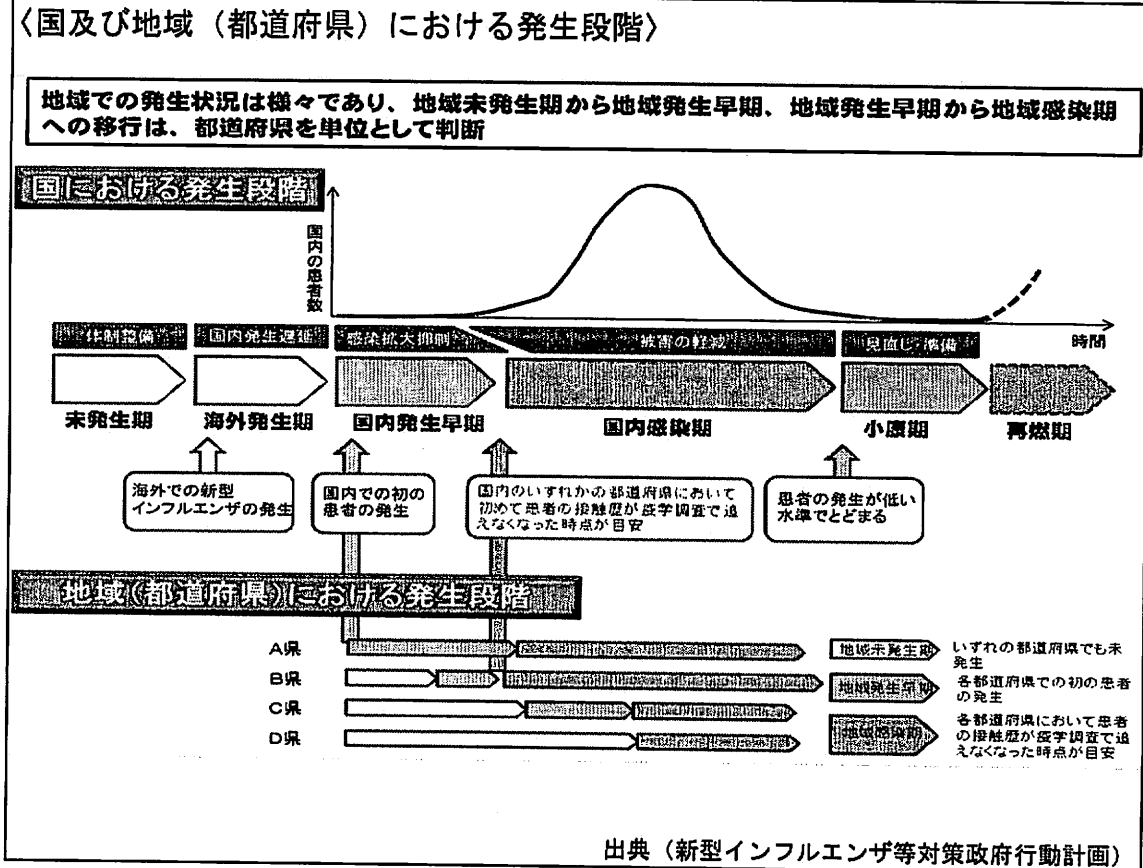 〈国及び地域（都道府県）における発生段階〉
地域での発生状況は様々であり、地域未発生期から地域発生早期、地域発生早期から地域感染期
への移行は、都道府県を単位として判断
国における発生段階
国内の患者数
時間
体制整備
国内発生遅延
感染拡大抑制
被害の軽減
見直し・準備
未発生期
海外発生期
国内発生早期
国内感染期
小康期
再燃期
海外での新型
インフルエンザの発生
国内での初の
患者の発生
国内のいずれかの都道府県において
初めて患者の接触歴が疫学調査で追
えなくなった時点が目安
患者の発生が低い
水準でとどまる
地域(都道府県)における発生段階
A県
B県
C県
D県
地域未発生期
いずれの都道府県でも未
発生
地域発生早期
各都道府県での初の患者
の発生
地域感染期
各都道府県において患者
の接触歴が疫学調査で追
えなくなった時点が目安
出典（新型インフルエンザ等対策政府行動計画）